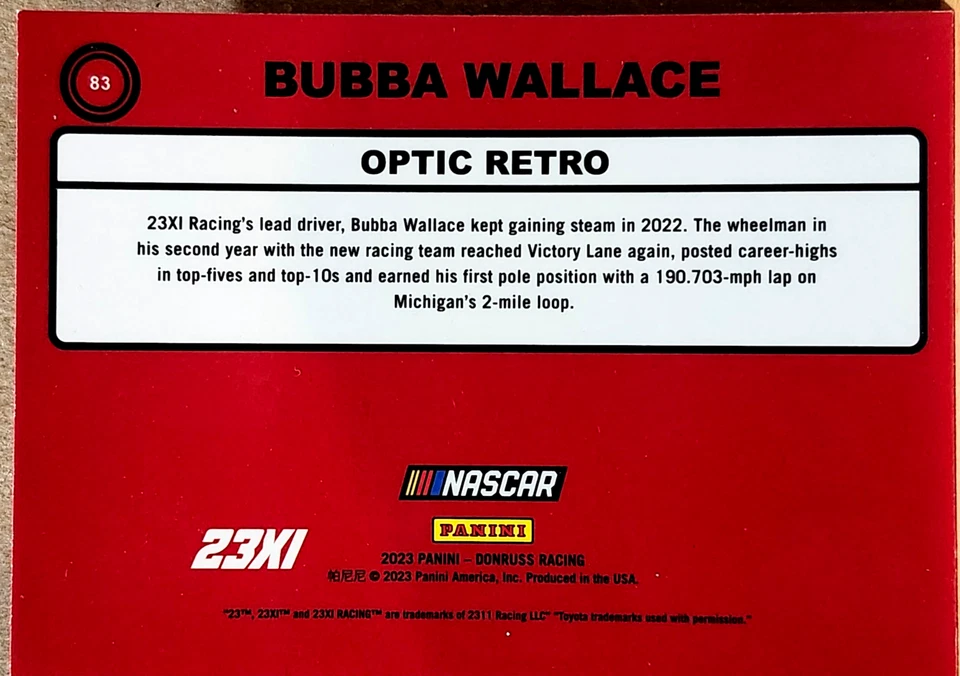 83
BUBBA WALLACE
OPTIC RETRO
23XI Racing's lead driver, Bubba Wallace kept gaining steam in 2022. The wheelman in
his second year with the new racing team reached Victory Lane again, posted career-highs
in top-fives and top-10s and earned his first pole position with a 190.703-mph lap on
Michigan's 2-mile loop.
NASCAR
PANINI
23XI
2023 PANINI – DONRUSS RACING
帕尼尼 © 2023 Panini America, Inc. Produced in the USA.
"23™, 23XI™ and 23XI RACING™ are trademarks of 2311 Racing LLC" "Toyota trademarks used with permission."